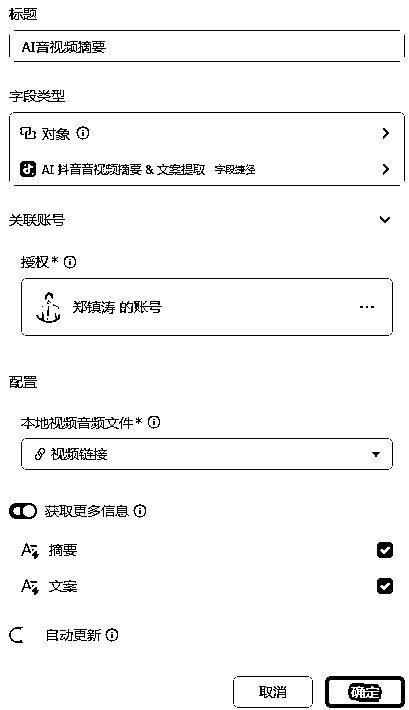 标题
AI音视频摘要
字段类型
对象
AI 抖音音视频摘要 & 文案提取 字段捷径
关联账号
授权*
郑镇涛 的账号
配置
本地视频音频文件*
视频链接
获取更多信息
摘要
文案
自动更新
取消 确定